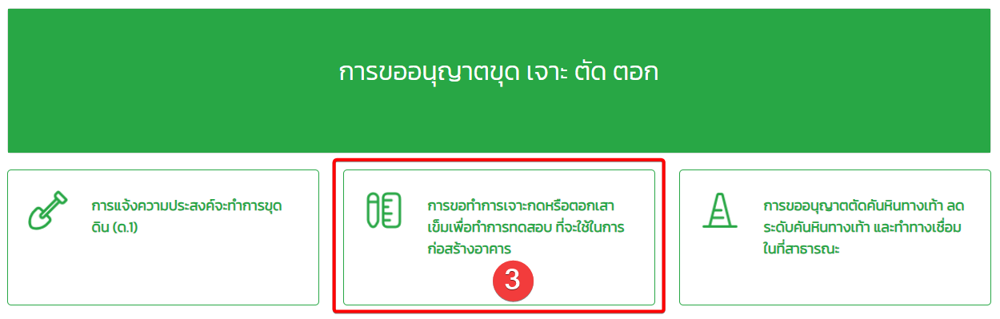 การขออนุญาตขุด เจาะ ตัด ตอก
การแจ้งความประสงค์จะทำการขุด
ดิน (ด.1)
การขอทำการเจาะกดหรือตอกเสา
เข็มเพื่อทำการทดสอบ ที่จะใช้ในการ
ก่อสร้างอาคาร
3
การขออนุญาตตัดคันหินทางเท้า ลด
ระดับคันหินทางเท้า และทำทางเชื่อม
ในที่สาธารณะ